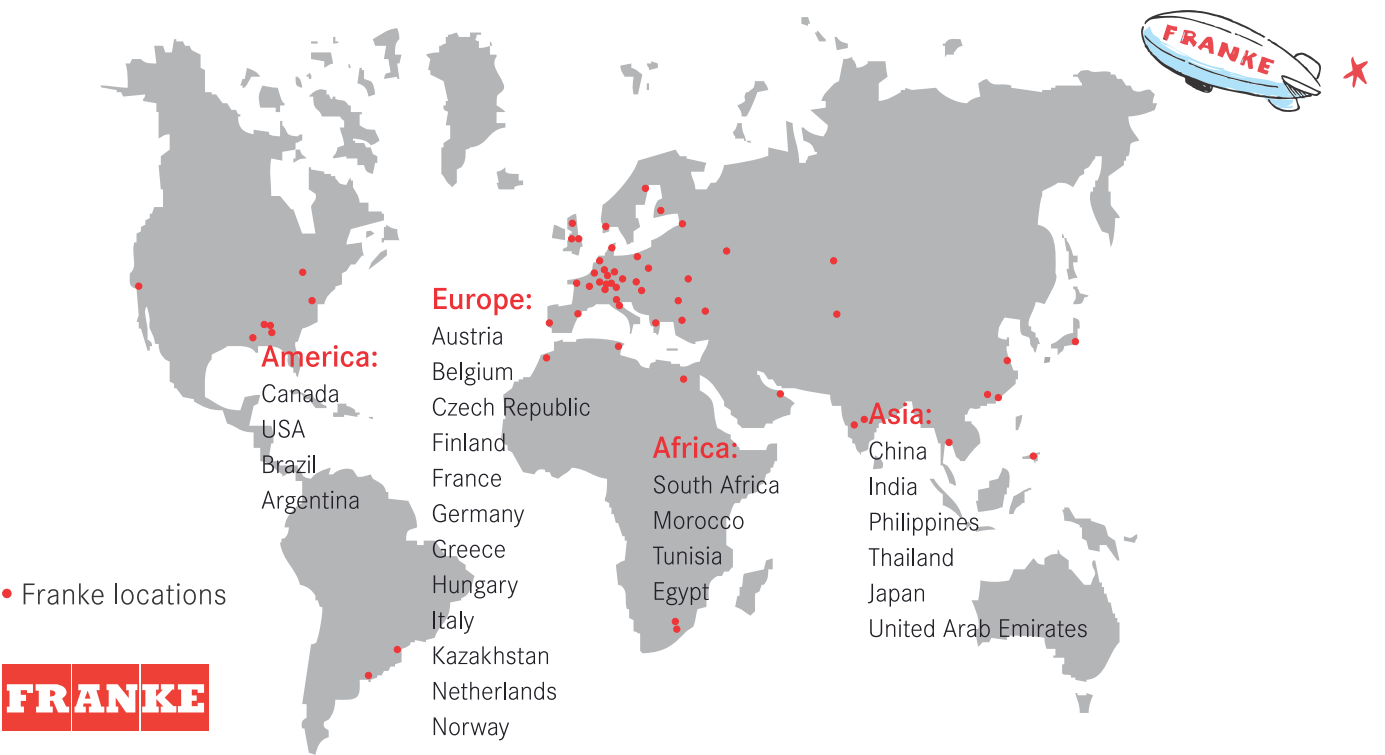 FRANKE
America:
Canada
USA
Brazil
Argentina
Europe:
Austria
Belgium
Czech Republic
Finland
France
Germany
Greece
Hungary
Italy
Kazakhstan
Netherlands
Norway
Africa:
South Africa
Morocco
Tunisia
Egypt
Asia:
China
India
Philippines
Thailand
Japan
United Arab Emirates
Franke locations
FRANKE